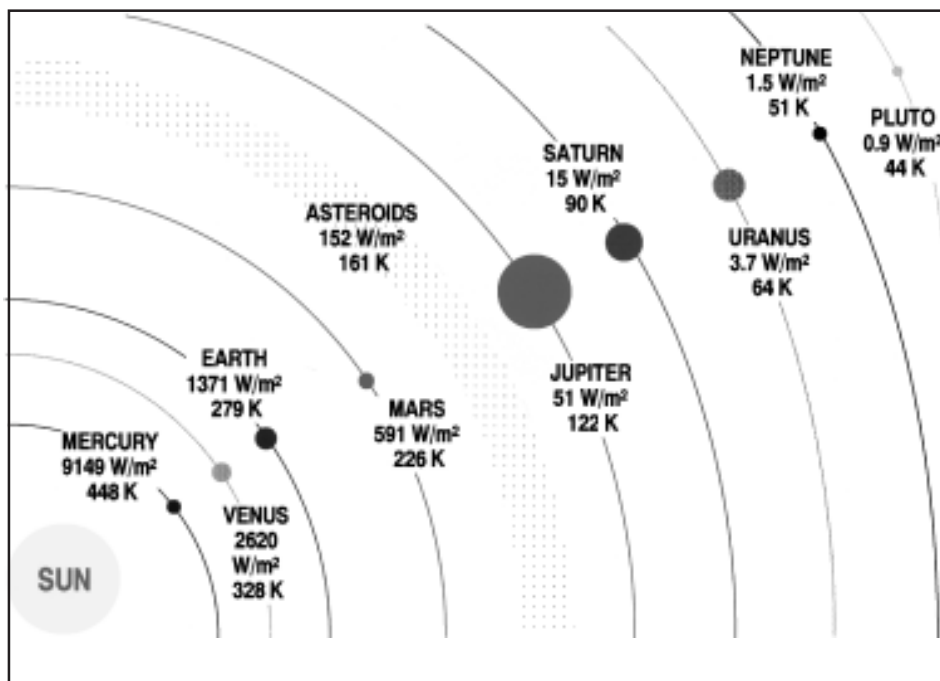 NEPTUNE
1.5 W/m²
51 K
PLUTO
0.9 W/m²
44 K
SATURN
15 W/m²
90 K
ASTEROIDS
152 W/m²
161 K
URANUS
3.7 W/m²
64 K
EARTH
1371 W/m²
279 K
JUPITER
51 W/m²
122 K
MARS
591 W/m²
226 K
MERCURY
9149 W/m²
448 K
VENUS
2620
W/m²
328 K
SUN